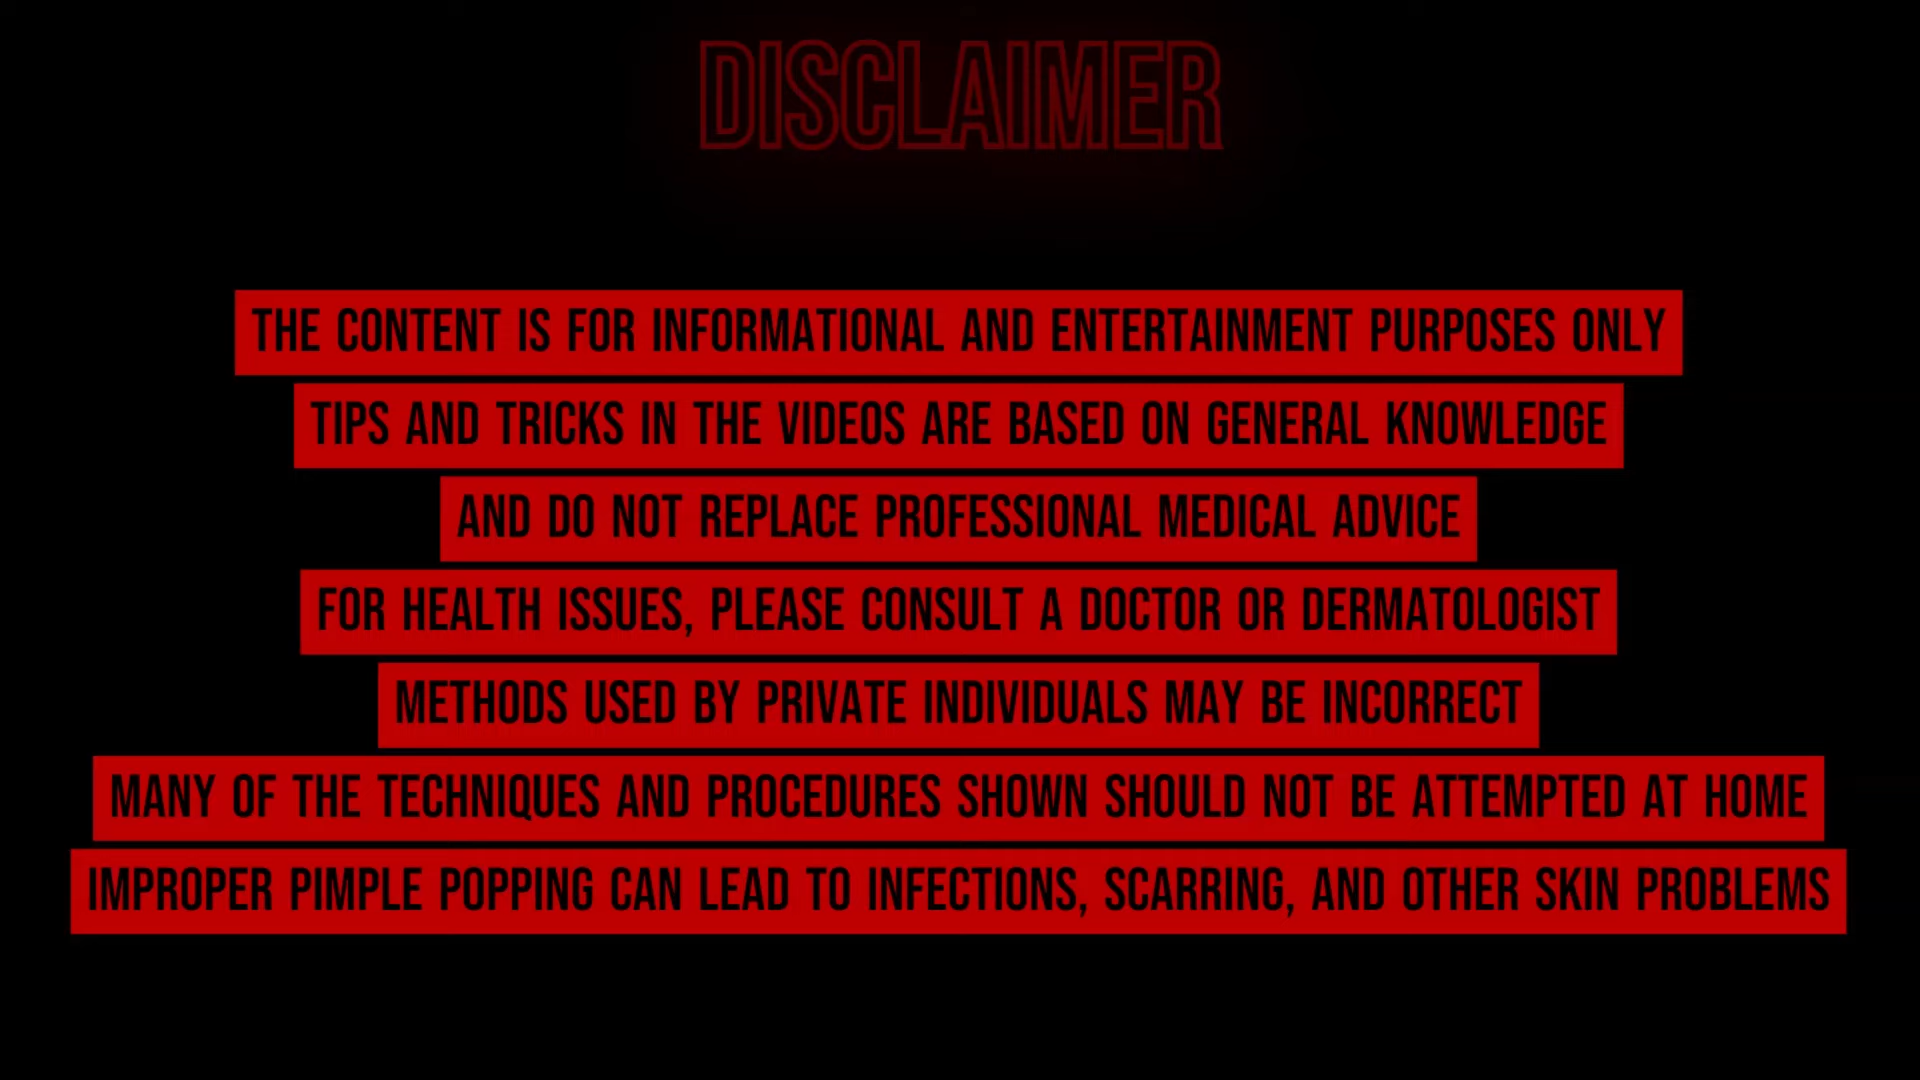 DISCLAIMER
THE CONTENT IS FOR INFORMATIONAL AND ENTERTAINMENT PURPOSES ONLY
TIPS AND TRICKS IN THE VIDEOS ARE BASED ON GENERAL KNOWLEDGE
AND DO NOT REPLACE PROFESSIONAL MEDICAL ADVICE
FOR HEALTH ISSUES, PLEASE CONSULT A DOCTOR OR DERMATOLOGIST
METHODS USED BY PRIVATE INDIVIDUALS MAY BE INCORRECT
MANY OF THE TECHNIQUES AND PROCEDURES SHOWN SHOULD NOT BE ATTEMPTED AT HOME
IMPROPER PIMPLE POPPING CAN LEAD TO INFECTIONS, SCARRING, AND OTHER SKIN PROBLEMS